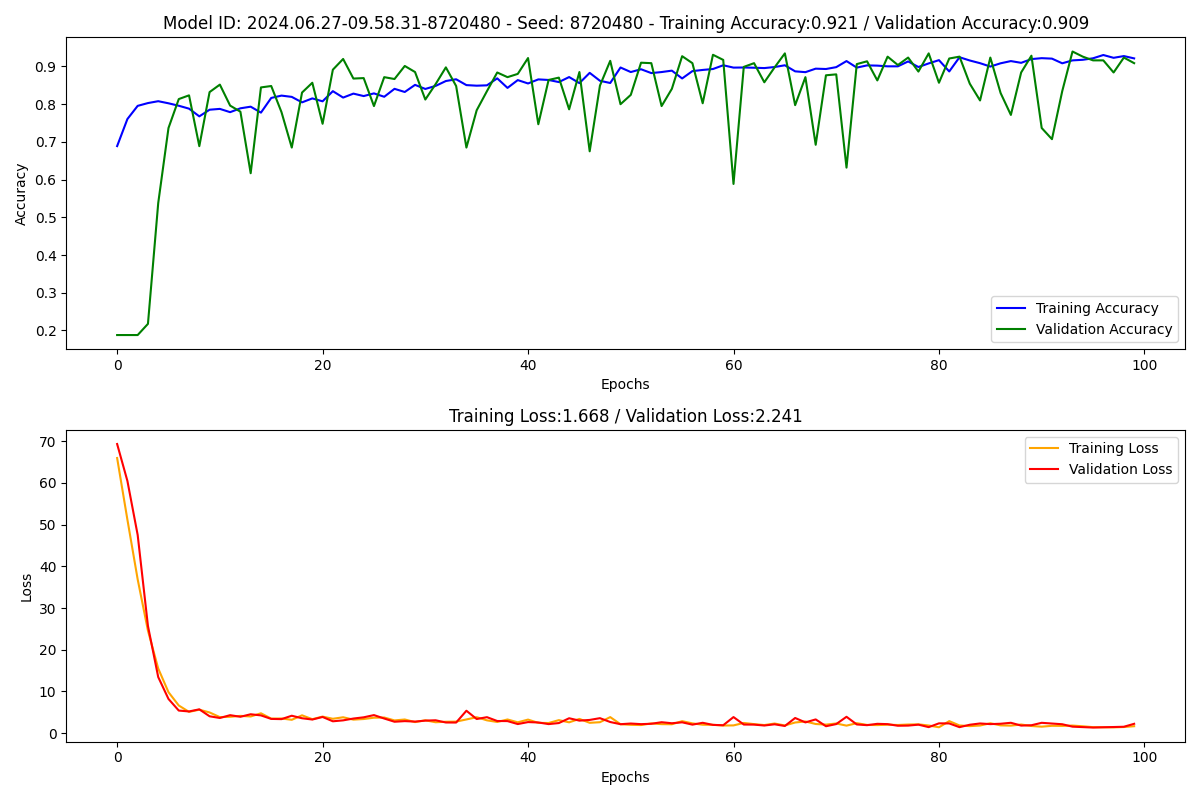 Model ID: 2024.06.27-09.58.31-8720480 - Seed: 8720480 - Training Accuracy:0.921 / Validation Accuracy:0.909
Accuracy
0.9
0.8
0.7
0.6
0.5
0.4
0.3
0.2
Training Accuracy
Validation Accuracy
0 20 40 60 80 100
Epochs
Training Loss:1.668 / Validation Loss:2.241
Loss
70
60
50
40
30
20
10
0
Training Loss
Validation Loss
0 20 40 60 80 100
Epochs